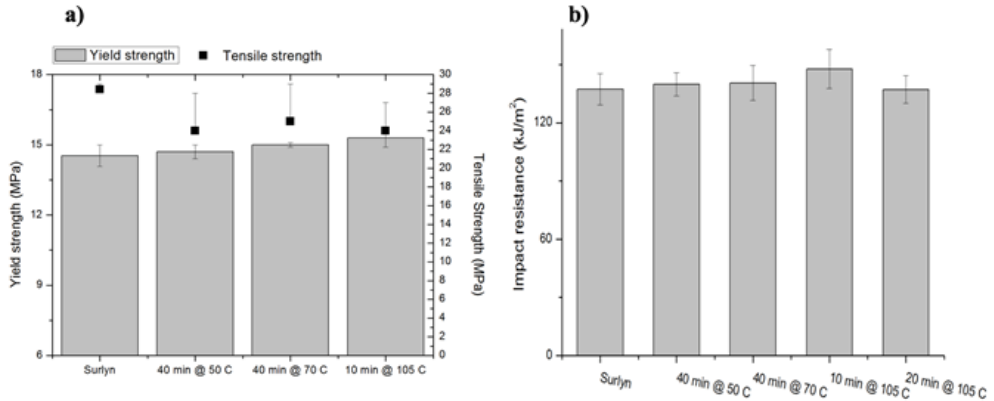 a)
Yield strength
Tensile strength
18
15
12
9
6
Yield strength (MPa)
30
28
26
24
22
20
18
16
14
12
10
8
6
4
2
0
Tensile Strength (MPa)
Surlyn
40 min @ 50 C
40 min @ 70 C
10 min @ 105 C
b)
120
60
0
Impact resistance (kJ/m²)
Surlyn
40 min @ 50 C
40 min @ 70 C
10 min @ 105 C
20 min @ 105 C